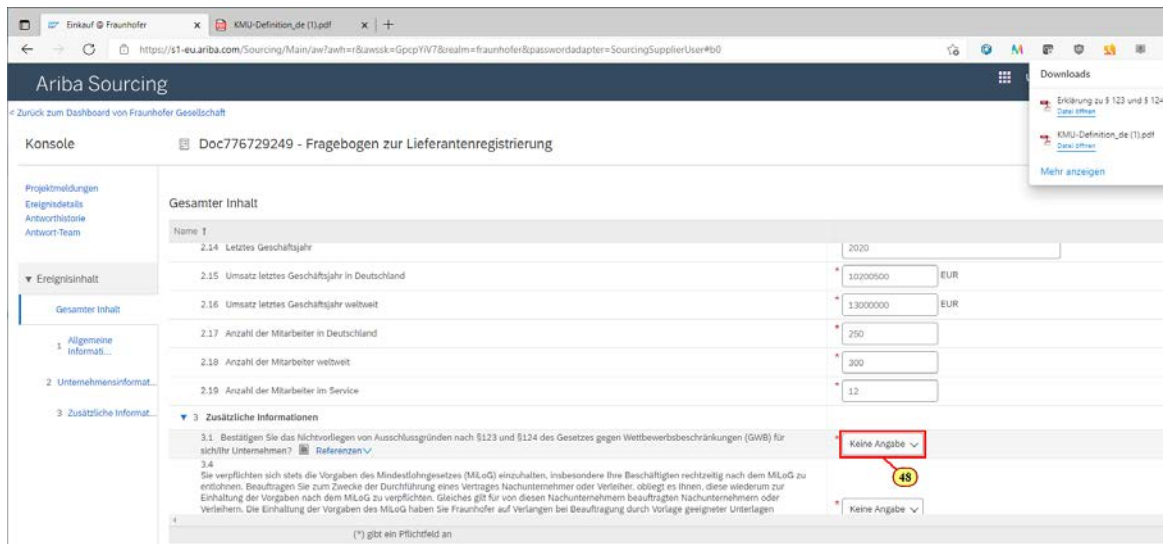 Einkauf @ Fraunhofer
KMU-Definition_de (1).pdf
https://s1-eu.ariba.com/Sourcing/Main/aw?awh=r&awssk=GpcpYiV7&realm=fraunhofer&passwordadapter=SourcingSupplierUser#b0
Ariba Sourcing
Downloads
Erklärung zu § 123 und § 124
Datei öffnen
KMU-Definition_de (1).pdf
Datei öffnen
Mehr anzeigen
< Zurück zum Dashboard von Fraunhofer Gesellschaft
Konsole
Doc776729249 - Fragebogen zur Lieferantenregistrierung
Projektmeldungen
Ereignisdetails
Antworthistorie
Antwort-Team
▼ Ereignisinhalt
Gesamter Inhalt
1 Allgemeine
Informati...
2 Unternehmensinformat...
3 Zusätzliche Informat...
Gesamter Inhalt
Name ↑
2.14 Letztes Geschäftsjahr 2020
2.15 Umsatz letztes Geschäftsjahr in Deutschland * 10200500 EUR
2.16 Umsatz letztes Geschäftsjahr weltweit * 13000000 EUR
2.17 Anzahl der Mitarbeiter in Deutschland * 250
2.18 Anzahl der Mitarbeiter weltweit * 300
2.19 Anzahl der Mitarbeiter im Service * 12
▼ 3 Zusätzliche Informationen
3.1 Bestätigen Sie das Nichtvorliegen von Ausschlussgründen nach §123 und §124 des Gesetzes gegen Wettbewerbsbeschränkungen (GWB) für
sich/Ihr Unternehmen? Referenzen
* Keine Angabe
48
3.4
Sie verpflichten sich stets die Vorgaben des Mindestlohngesetzes (MiLoG) einzuhalten, insbesondere Ihre Beschäftigten rechtzeitig nach dem MiLoG zu
entlohnen. Beauftragen Sie zum Zwecke der Durchführung eines Vertrages Nachunternehmer oder Verleiher, obliegt es Ihnen, diese wiederum zur
Einhaltung der Vorgaben nach dem MiLoG zu verpflichten. Gleiches gilt für von diesen Nachunternehmern beauftragten Nachunternehmern oder
Verleihern. Die Einhaltung der Vorgaben des MiLoG haben Sie Fraunhofer auf Verlangen bei Beauftragung durch Vorlage geeigneter Unterlagen
* Keine Angabe
(*) gibt ein Pflichtfeld an